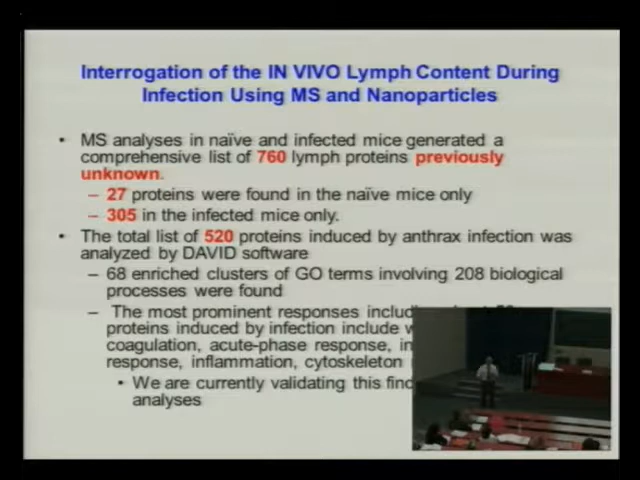 Interrogation of the IN VIVO Lymph Content During
Infection Using MS and Nanoparticles
• MS analyses in naïve and infected mice generated a
comprehensive list of 760 lymph proteins previously
unknown.
– 27 proteins were found in the naïve mice only
– 305 in the infected mice only.
• The total list of 520 proteins induced by anthrax infection was
analyzed by DAVID software
– 68 enriched clusters of GO terms involving 208 biological
processes were found
– The most prominent responses
proteins induced by infection include
coagulation, acute-phase response,
response, inflammation, cytoskeleton
• We are currently validating this
analyses